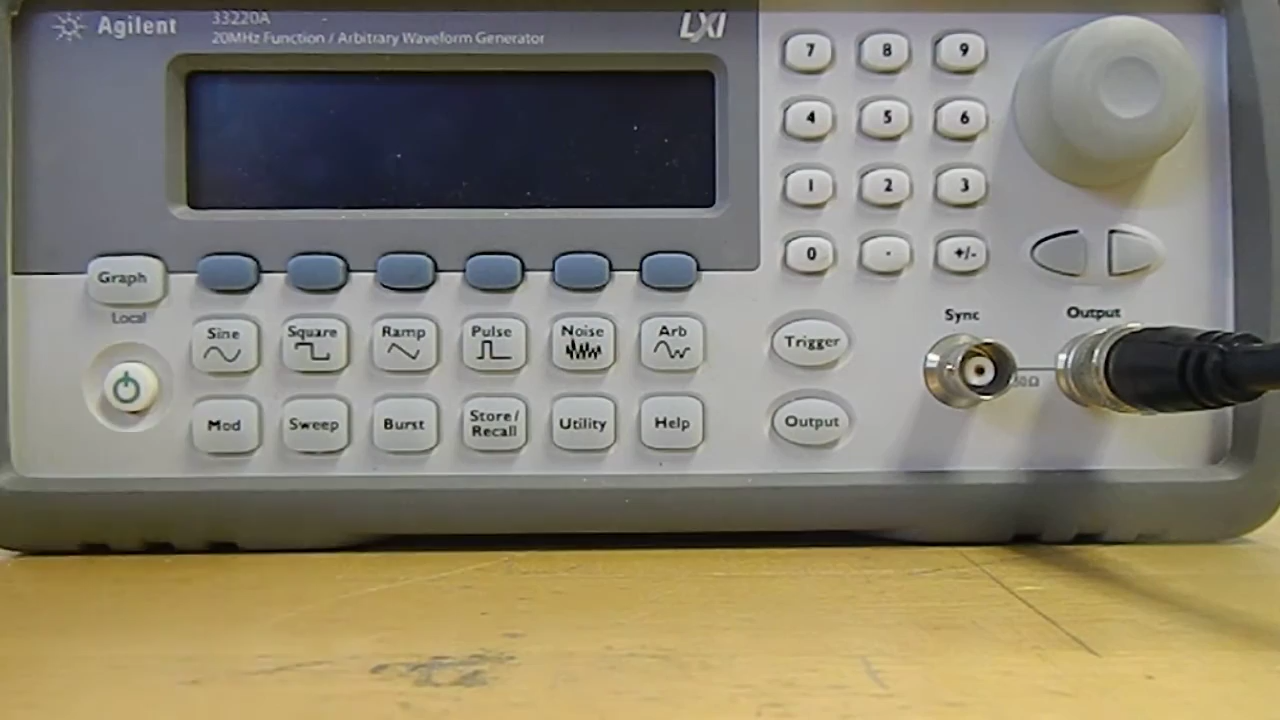 Agilent
33220A
20MHz Function / Arbitrary Waveform Generator
LXI
7 8 9
4 5 6
1 2 3
0 . +/-
Graph
Local
Sine Square Ramp Pulse Noise Arb
Trigger
Mod Sweep Burst Store/
Recall Utility Help
Output
Sync
Output
50Ω